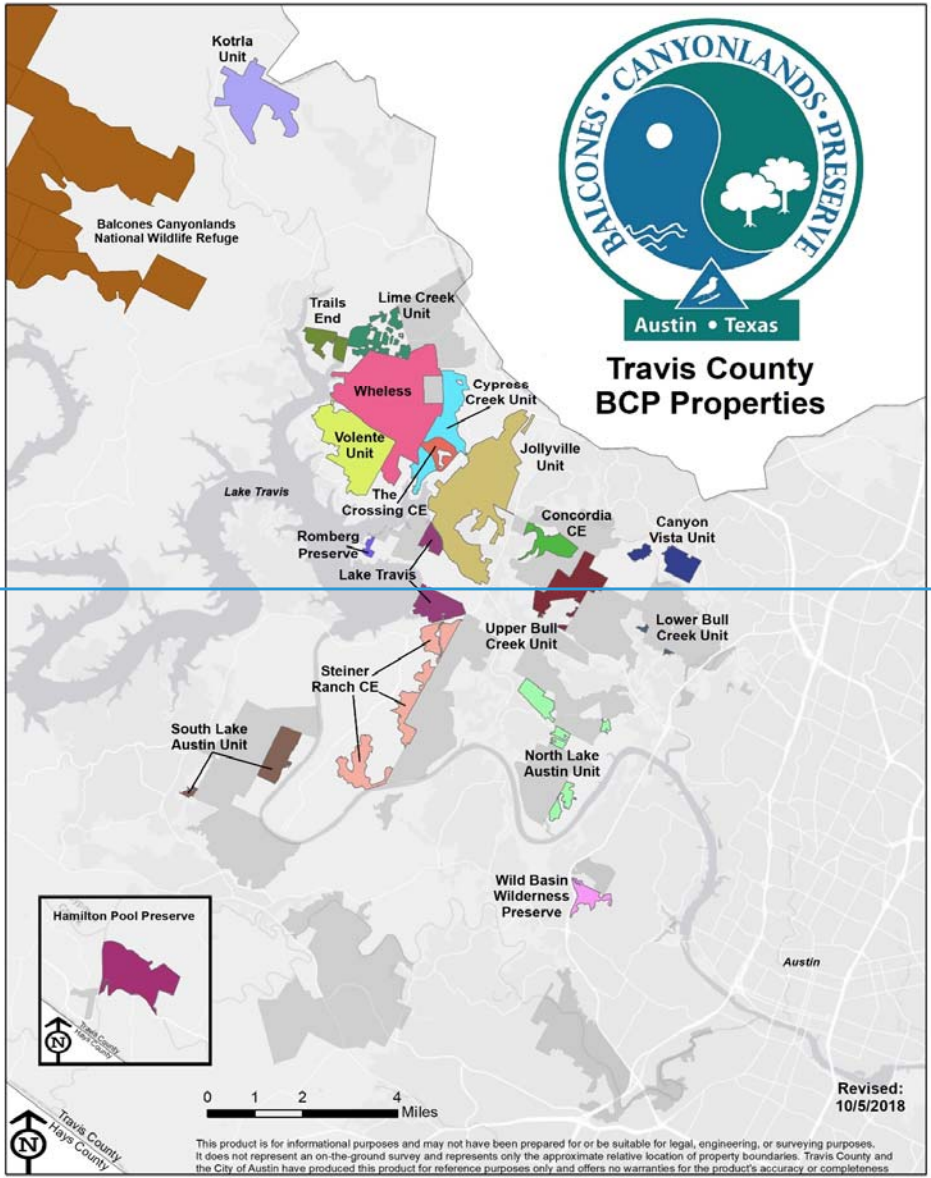 Kotrla
Unit
BALCONES • CANYONLANDS • PRESERVE
Balcones Canyonlands
National Wildlife Refuge
Austin • Texas
Travis County
BCP Properties
Trails
End
Lime Creek
Unit
Wheless
Cypress
Creek Unit
Volente
Unit
Jollyville
Unit
Lake Travis
The
Crossing CE
Concordia
CE
Canyon
Vista Unit
Romberg
Preserve
Lake Travis
Upper Bull
Creek Unit
Lower Bull
Creek Unit
Steiner
Ranch CE
South Lake
Austin Unit
North Lake
Austin Unit
Wild Basin
Wilderness
Preserve
Hamilton Pool Preserve
Travis County
Hays County
N
Austin
0 1 2 4
Miles
Revised:
10/5/2018
Travis County
Hays County
N
This product is for informational purposes and may not have been prepared for or be suitable for legal, engineering, or surveying purposes.
It does not represent an on-the-ground survey and represents only the approximate relative location of property boundaries. Travis County and
the City of Austin have produced this product for reference purposes only and offers no warranties for the product's accuracy or completeness